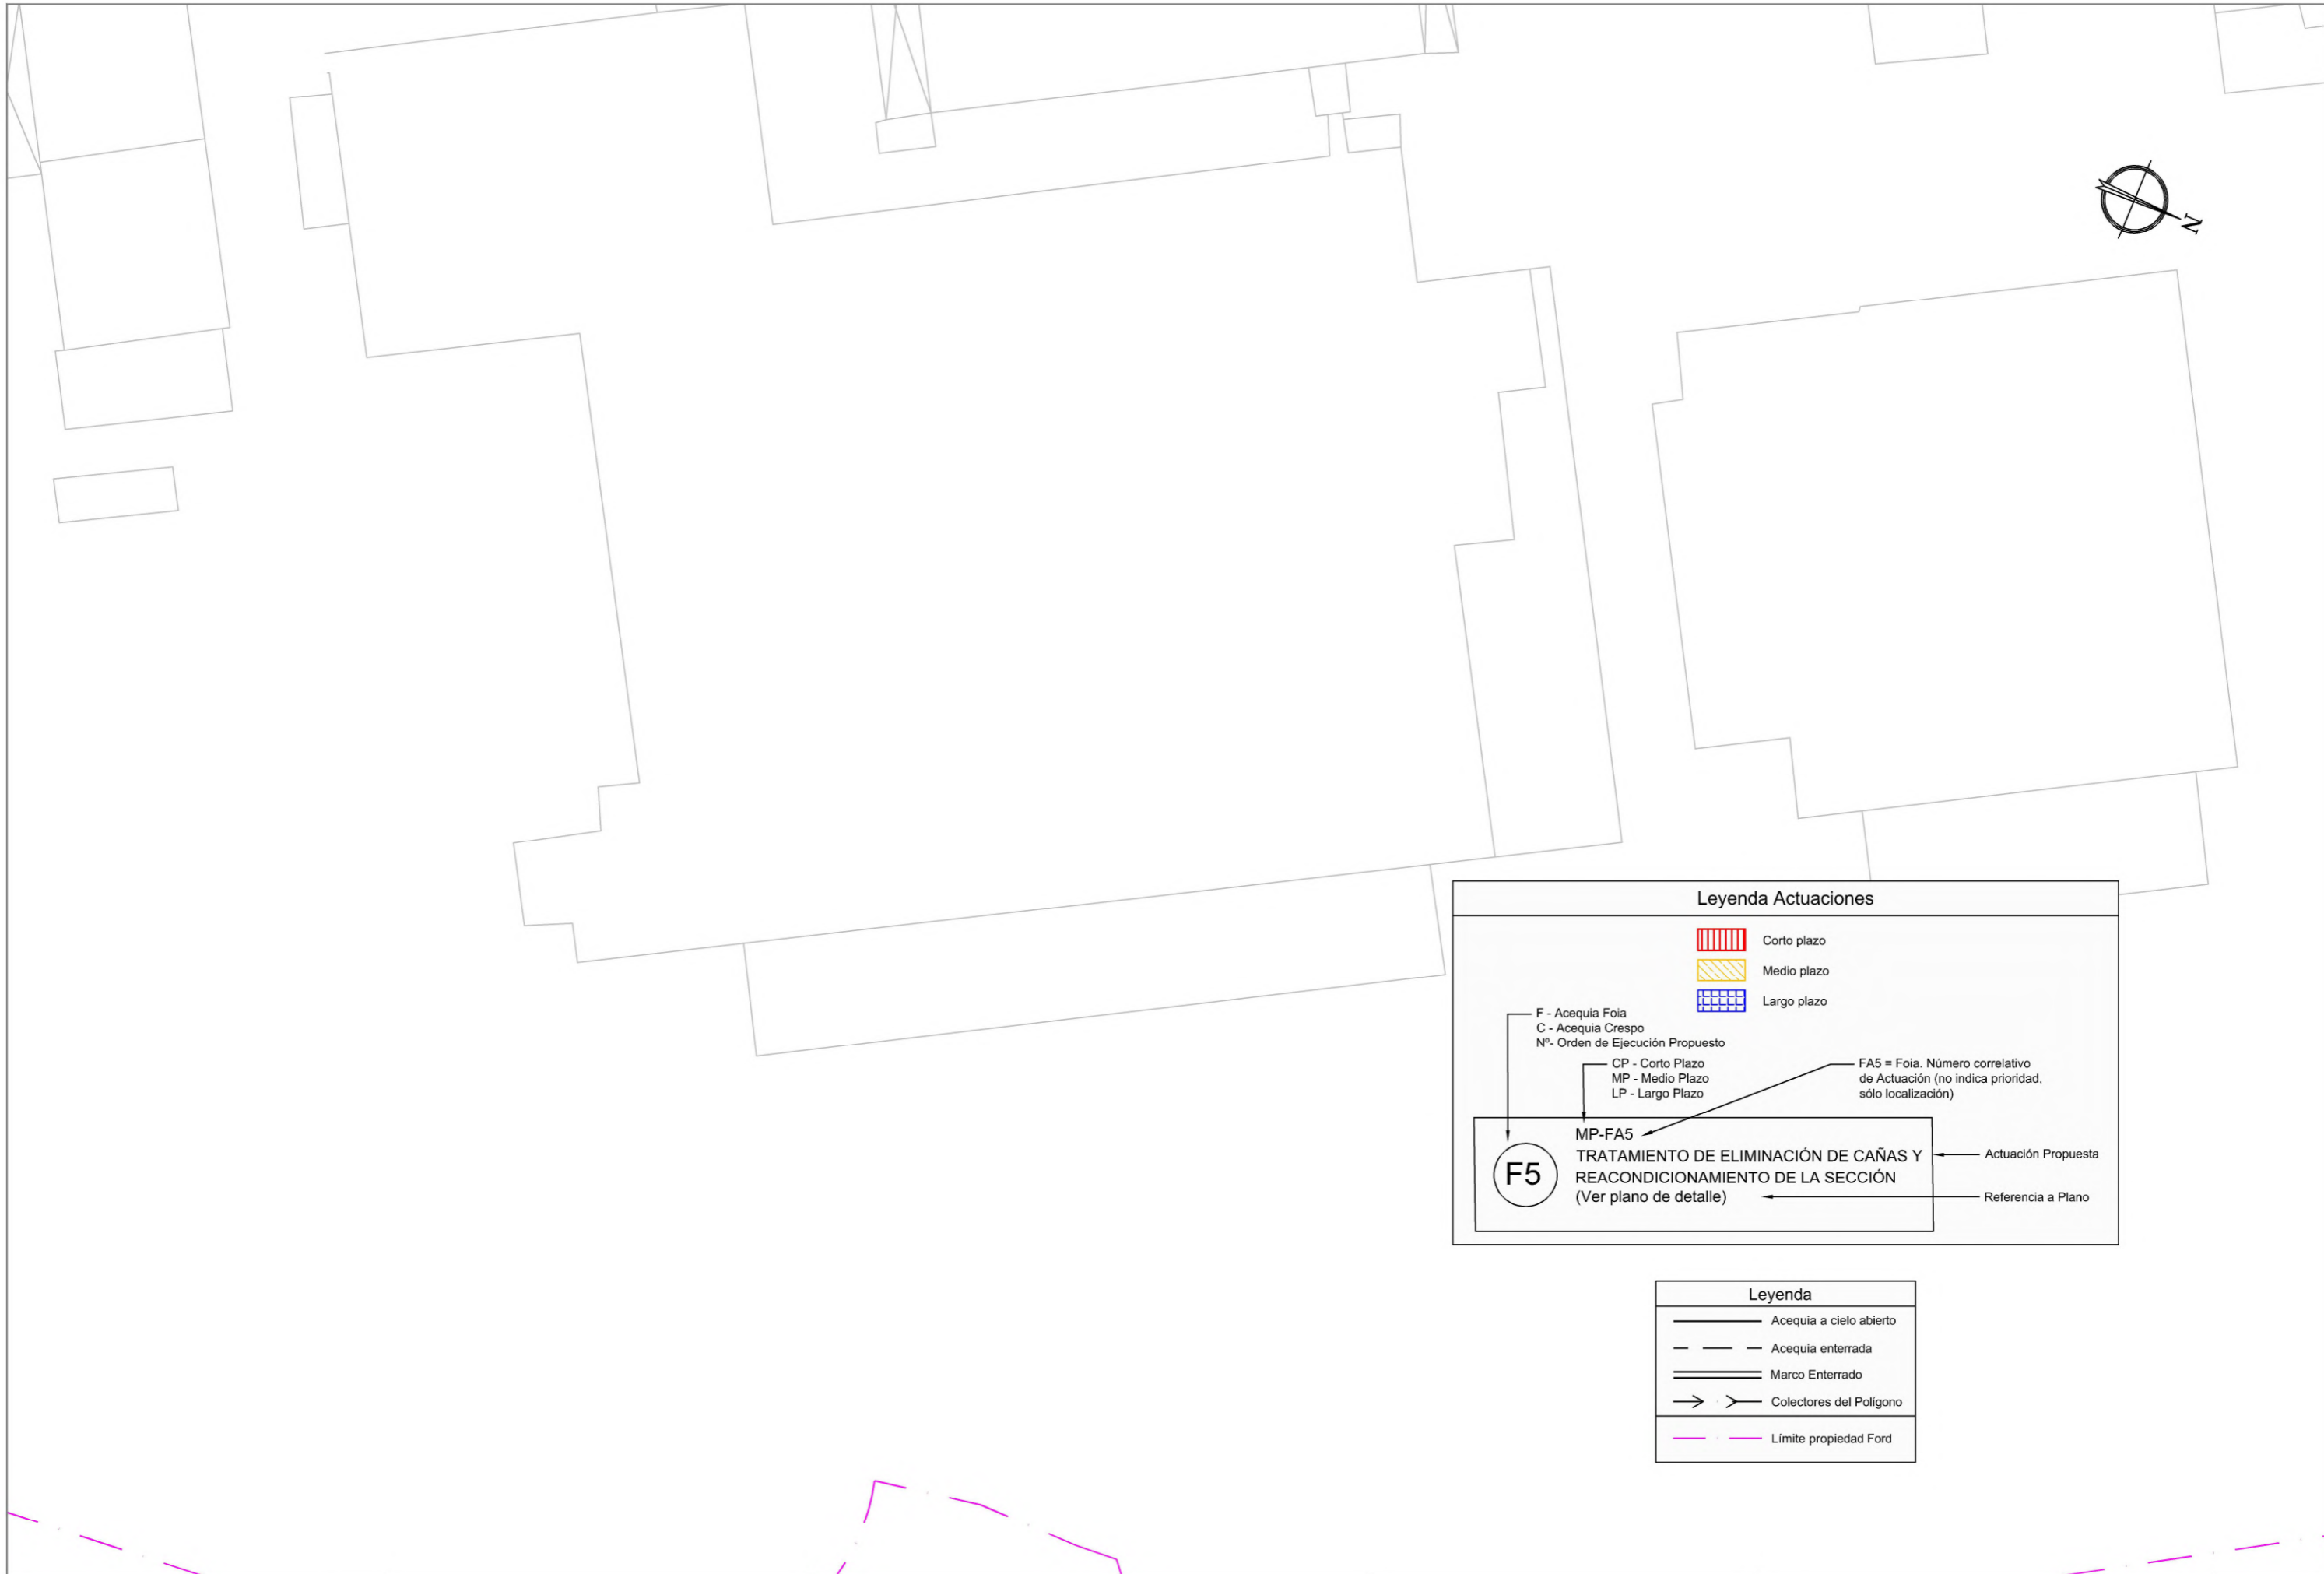 N
Leyenda Actuaciones
Corto plazo
Medio plazo
Largo plazo
F - Acequia Foia
C - Acequia Crespo
Nº- Orden de Ejecución Propuesto
CP - Corto Plazo
MP - Medio Plazo
LP - Largo Plazo
FA5 = Foia. Número correlativo
de Actuación (no indica prioridad,
sólo localización)
MP-FA5
F5
TRATAMIENTO DE ELIMINACIÓN DE CAÑAS Y
REACONDICIONAMIENTO DE LA SECCIÓN
(Ver plano de detalle)
Actuación Propuesta
Referencia a Plano
Leyenda
Acequia a cielo abierto
Acequia enterrada
Marco Enterrado
Colectores del Polígono
Límite propiedad Ford